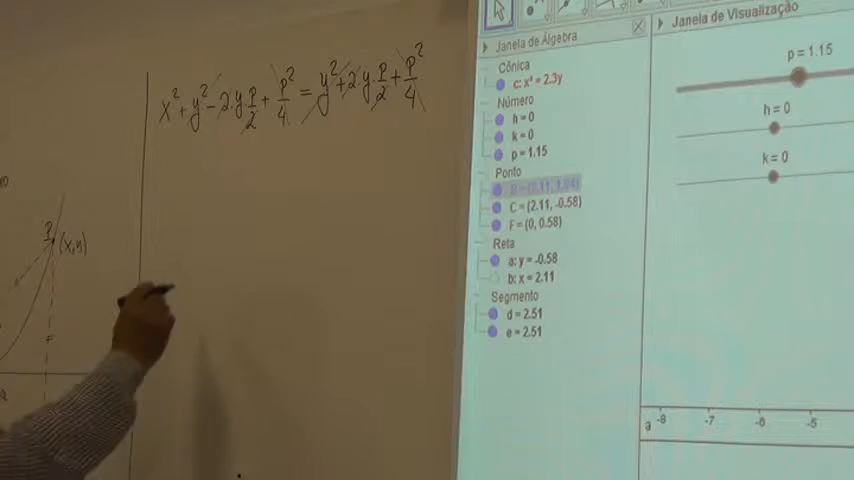 x² + y² - 2.y.p/2 + p²/4 = y² + 2.y.p/2 + p²/4
P
(x,y)
Janela de Álgebra
Cônica
c: x² = 2.3y
Número
h = 0
k = 0
p = 1.15
Ponto
C = (2.11, -0.58)
F = (0, 0.58)
Reta
a: y = -0.58
b: x = 2.11
Segmento
d = 2.51
e = 2.51
Janela de Visualização
p = 1.15
h = 0
k = 0
a -8 -7 -6 -5